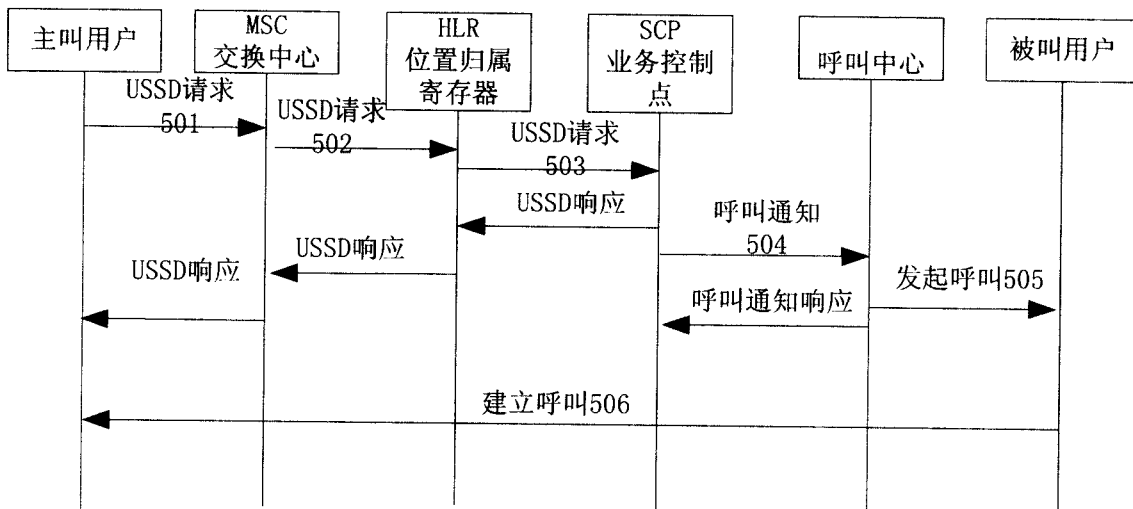 主叫用户
MSC
交换中心
HLR
位置归属
寄存器
SCP
业务控制
点
呼叫中心
被叫用户
USSD请求
501
USSD请求
502
USSD请求
503
USSD响应
呼叫通知
504
USSD响应
USSD响应
发起呼叫505
呼叫通知响应
建立呼叫506